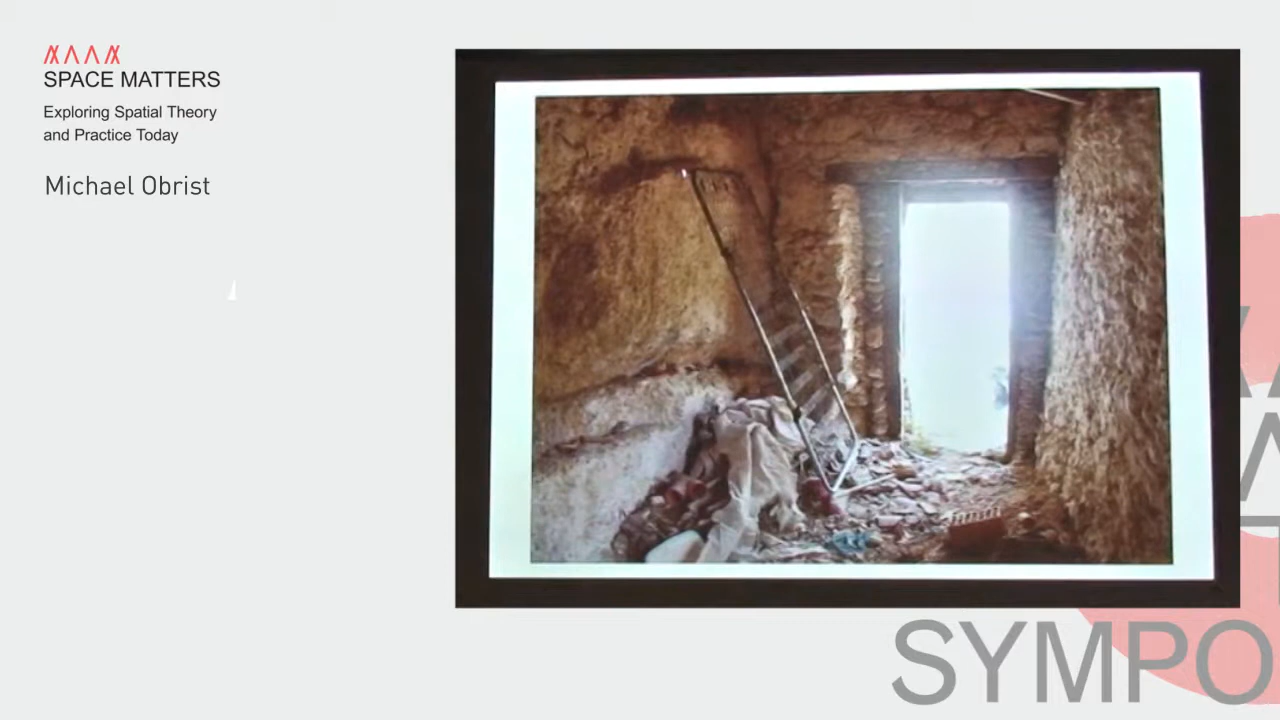 SPACE MATTERS
Exploring Spatial Theory
and Practice Today
Michael Obrist
SYMPO